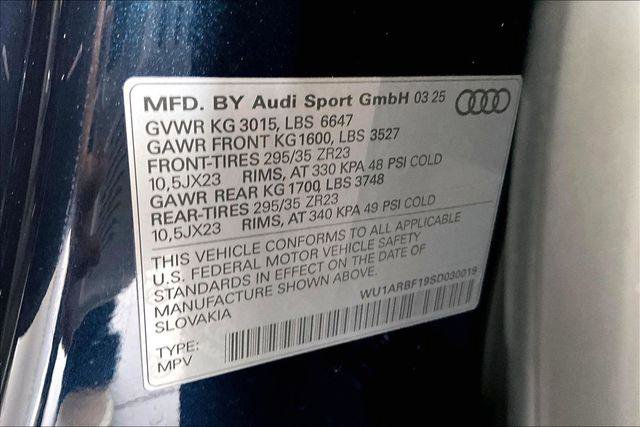 MFD. BY Audi Sport GmbH 03 25
GVWR KG 3015, LBS 6647
GAWR FRONT KG 1600, LBS 3527
FRONT-TIRES 295/35 ZR23
10,5JX23 RIMS, AT 330 KPA 48 PSI COLD
GAWR REAR KG 1700, LBS 3748
REAR-TIRES 295/35 ZR23
10,5JX23 RIMS, AT 340 KPA 49 PSI COLD
THIS VEHICLE CONFORMS TO ALL APPLICABLE
U.S. FEDERAL MOTOR VEHICLE SAFETY
STANDARDS IN EFFECT ON THE DATE OF
MANUFACTURE SHOWN ABOVE.
SLOVAKIA WU1ARBF19SD030019
TYPE:
MPV